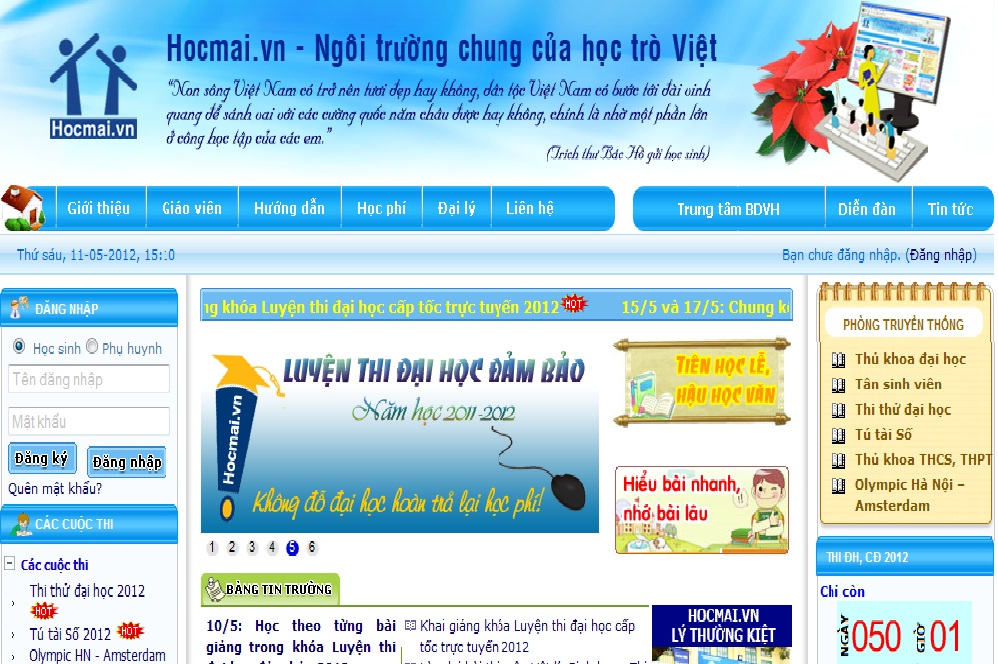 Hocmai.vn - Ngôi trường chung của học trò Việt
"Non sông Việt Nam có trở nên tươi đẹp hay không, dân tộc Việt Nam có bước tới đài vinh
quang để sánh vai với các cường quốc năm châu được hay không, chính là nhờ một phần lớn
ở công học tập của các em."
(Trích thư Bác Hồ gửi học sinh)
Hocmai.vn
Giới thiệu
Giáo viên
Hướng dẫn
Học phí
Đại lý
Liên hệ
Trung tâm BDVH
Diễn đàn
Tin tức
Thứ sáu, 11-05-2012, 15:10
Bạn chưa đăng nhập. (Đăng nhập)
ĐĂNG NHẬP
Học sinh Phụ huynh
Tên đăng nhập
Mật khẩu
Đăng ký
Đăng nhập
Quên mật khẩu?
CÁC CUỘC THI
Các cuộc thi
Thi thử đại học 2012
HOT
Tú tài Số 2012 HOT
Olympic HN - Amsterdam
ng khóa Luyện thi đại học cấp tốc trực tuyến 2012 HOT 15/5 và 17/5: Chung k
LUYỆN THI ĐẠI HỌC ĐẢM BẢO
Năm học 2011-2012
Hocmai.vn
Không đỗ đại học hoàn trả lại học phí!
1 2 3 4 5 6
TIÊN HỌC LỄ,
HẬU HỌC VĂN
Hiểu bài nhanh,
nhớ bài lâu
BẢNG TIN TRƯỜNG
10/5: Học theo từng bài
giảng trong khóa Luyện thi
Khai giảng khóa Luyện thi đại học cấp
tốc trực tuyến 2012
HOCMAI.VN
LÝ THƯỜNG KIỆT
PHÒNG TRUYỀN THỐNG
Thủ khoa đại học
Tân sinh viên
Thi thử đại học
Tú tài Số
Thủ khoa THCS, THPT
Olympic Hà Nội –
Amsterdam
THI ĐH, CĐ 2012
Chỉ còn
NGÀY 050 GIỜ 01